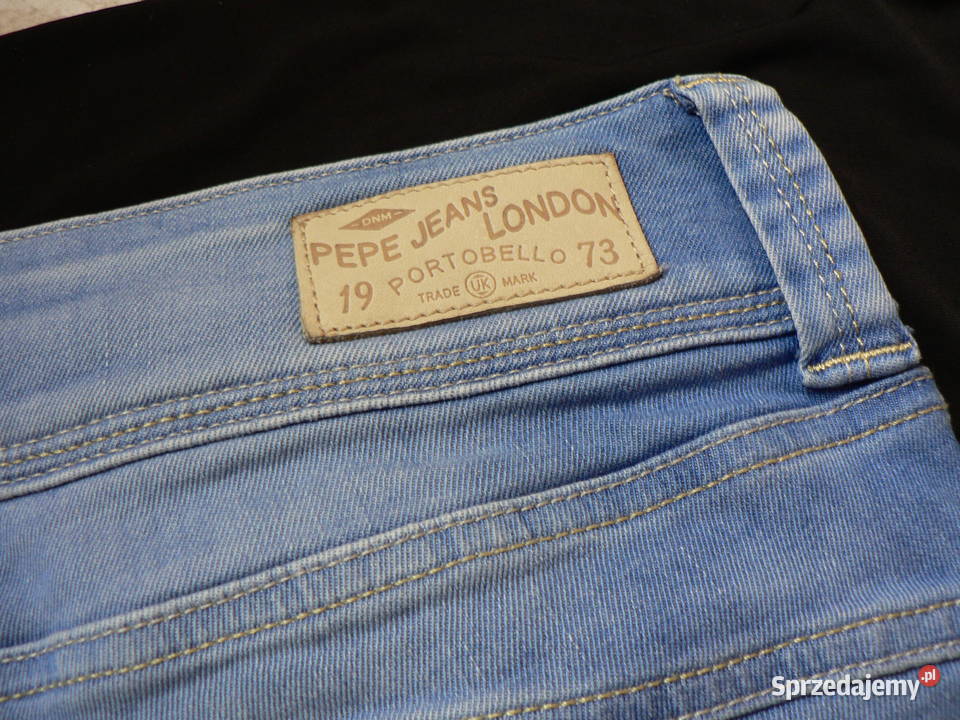 DNM
PEPE JEANS LONDON
19 PORTOBELLO 73
TRADE UK MARK
Sprzedajemy.pl